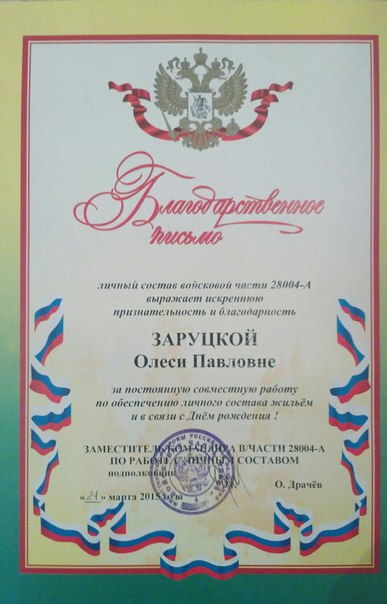 Благодарственное
письмо
личный состав войсковой части 28004-А
выражает искреннюю
признательность и благодарность
ЗАРУЦКОЙ
Олеси Павловне
за постоянную совместную работу
по обеспечению личного состава жильём
и в связи с Днём рождения !
ЗАМЕСТИТЕЛЬ КОМАНДИРА В/ЧАСТИ 28004-А
ПО РАБОТЕ С ЛИЧНЫМ СОСТАВОМ
подполковник
О. Драчёв
«21» марта 2015 года